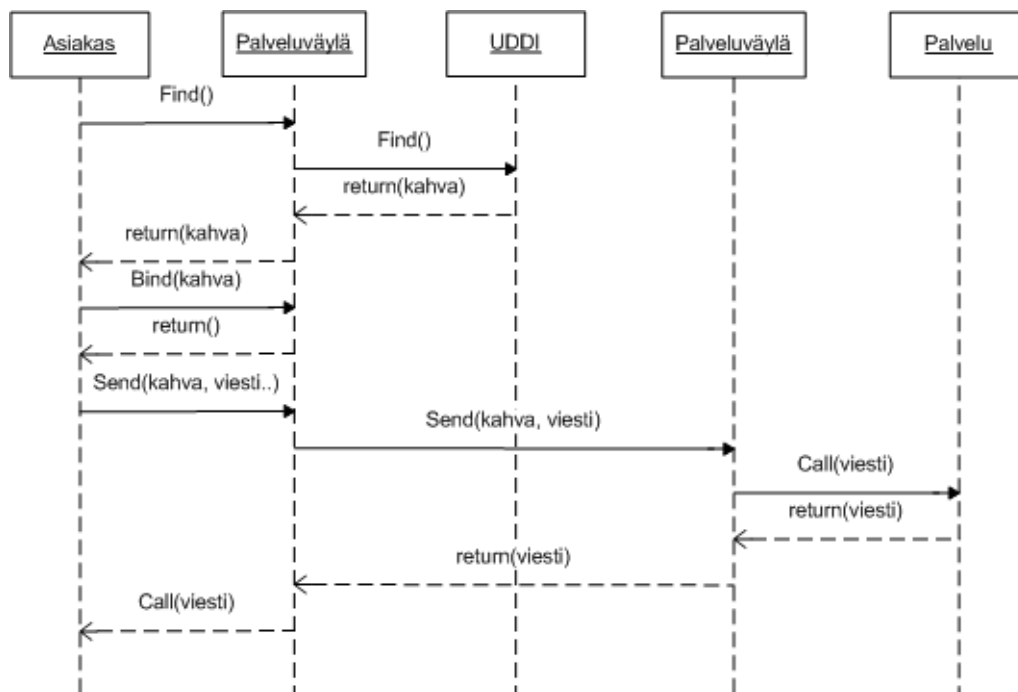 Asiakas
Palveluväylä
UDDI
Palveluväylä
Palvelu
Find()
Find()
return(kahva)
return(kahva)
Bind(kahva)
return()
Send(kahva, viesti..)
Send(kahva, viesti)
Call(viesti)
return(viesti)
return(viesti)
Call(viesti)